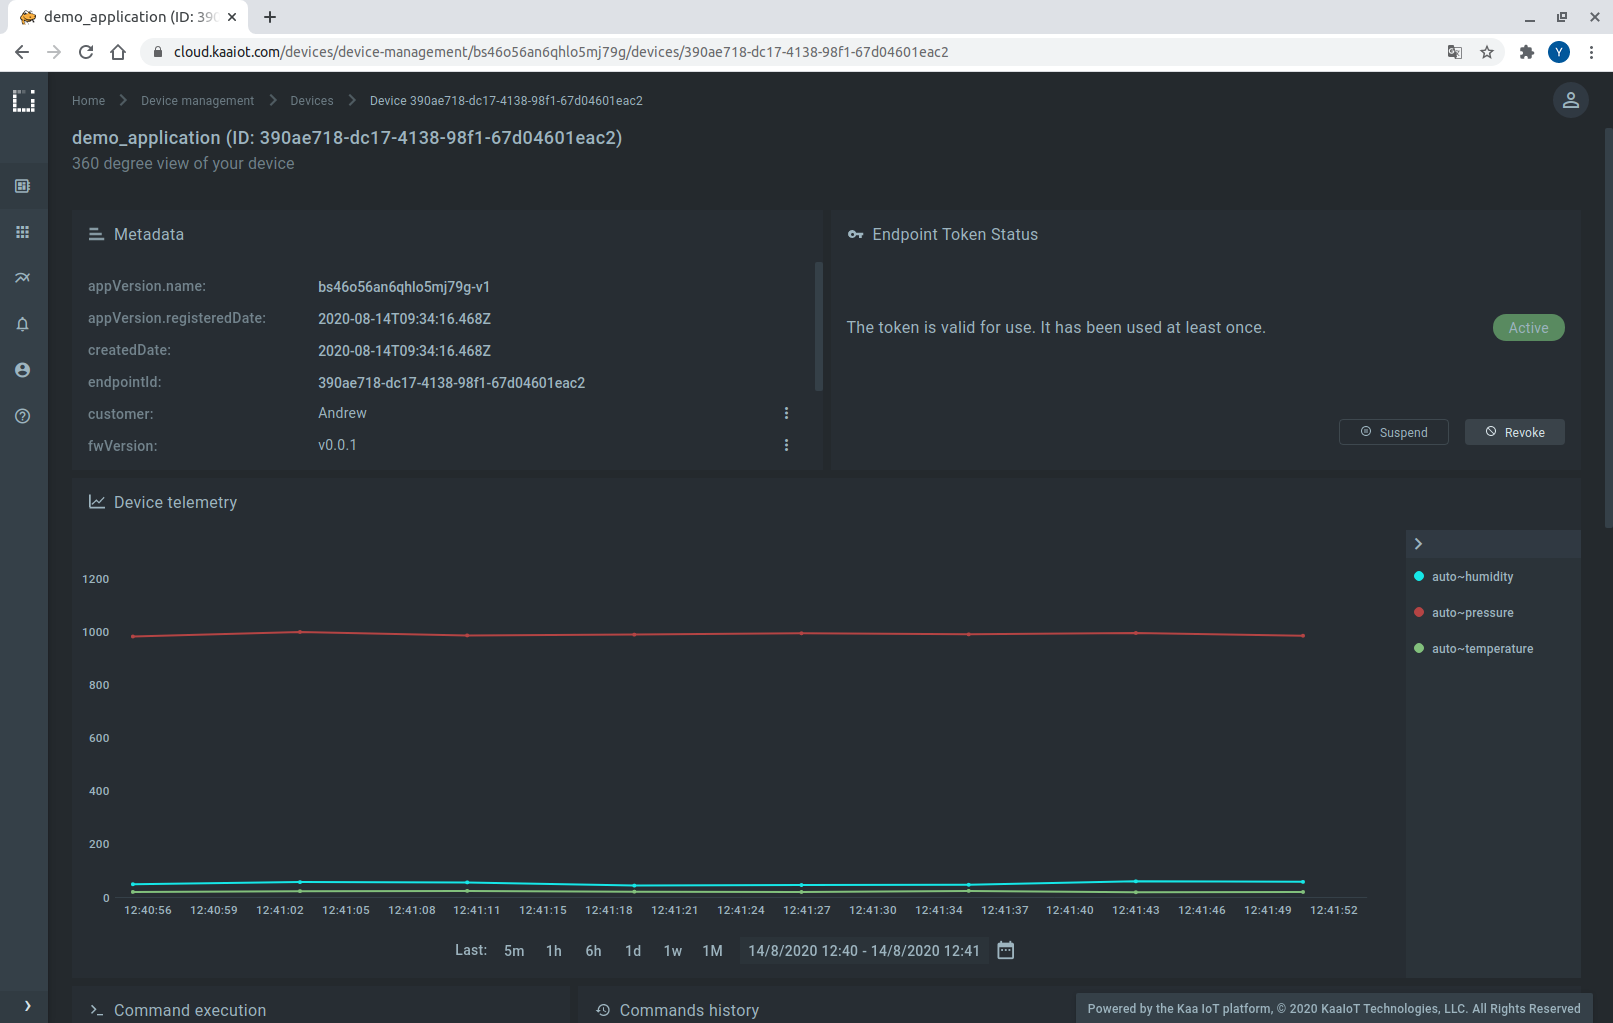 demo_application (ID: 390
cloud.kaaiot.com/devices/device-management/bs46o56an6qhlo5mj79g/devices/390ae718-dc17-4138-98f1-67d04601eac2
Y
Home Device management Devices Device 390ae718-dc17-4138-98f1-67d04601eac2
demo_application (ID: 390ae718-dc17-4138-98f1-67d04601eac2)
360 degree view of your device
Metadata
appVersion.name: bs46o56an6qhlo5mj79g-v1
appVersion.registeredDate: 2020-08-14T09:34:16.468Z
createdDate: 2020-08-14T09:34:16.468Z
endpointId: 390ae718-dc17-4138-98f1-67d04601eac2
customer: Andrew
fwVersion: v0.0.1
Endpoint Token Status
The token is valid for use. It has been used at least once. Active
Suspend Revoke
Device telemetry
1200
1000
800
600
400
200
0
12:40:56 12:40:59 12:41:02 12:41:05 12:41:08 12:41:11 12:41:15 12:41:18 12:41:21 12:41:24 12:41:27 12:41:30 12:41:34 12:41:37 12:41:40 12:41:43 12:41:46 12:41:49 12:41:52
auto~humidity
auto~pressure
auto~temperature
Last: 5m 1h 6h 1d 1w 1M 14/8/2020 12:40 - 14/8/2020 12:41
Command execution
Commands history
Powered by the Kaa IoT platform, © 2020 KaaIoT Technologies, LLC. All Rights Reserved